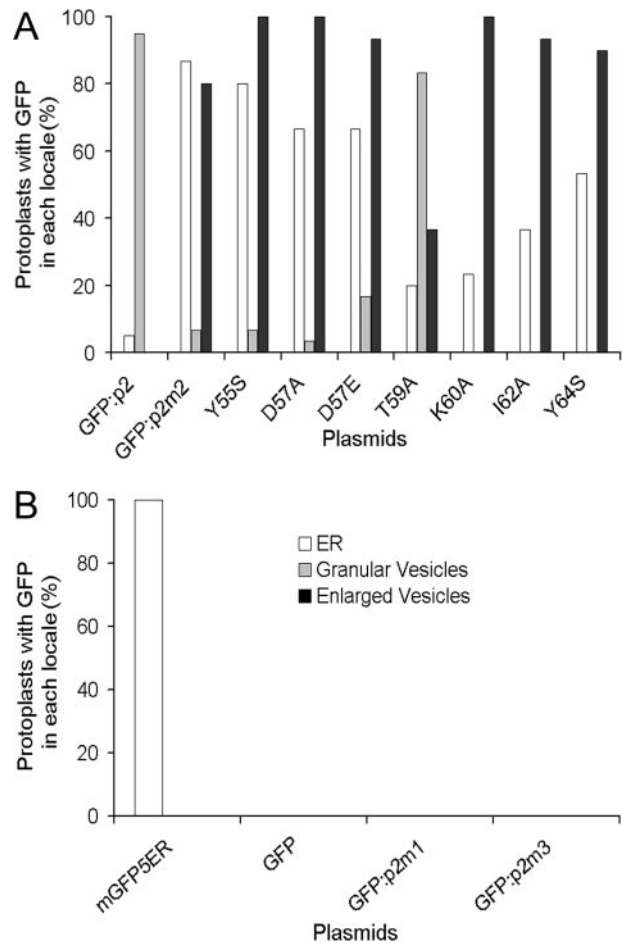 A
Protoplasts with GFP
in each locale (%)
100
80
60
40
20
0
GFP:p2
GFP:p2m2
Y55S
D57A
D57E
T59A
K60A
I62A
Y64S
Plasmids
B
Protoplasts with GFP
in each locale (%)
100
80
60
40
20
0
ER
Granular Vesicles
Enlarged Vesicles
mGFP5ER
GFP
GFP:p2m1
GFP:p2m3
Plasmids